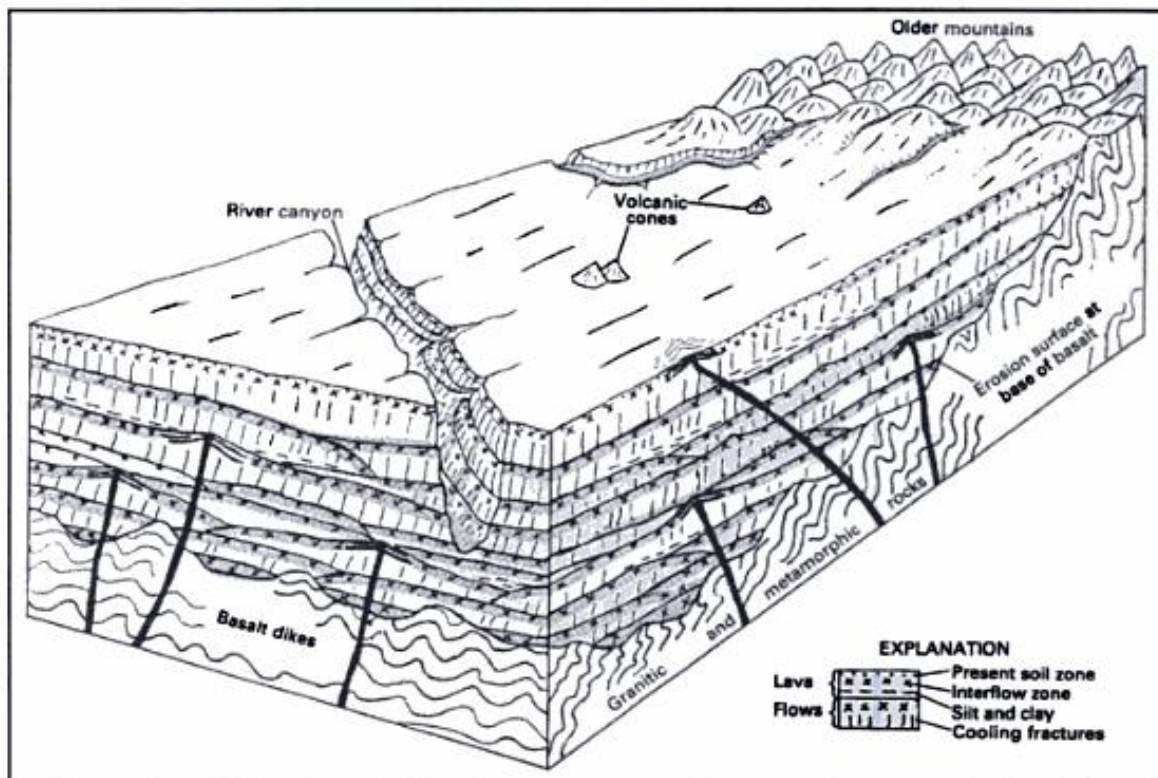 Older mountains
River canyon
Volcanic
cones
Erosion surface at
base of basalt
Basalt dikes
Granitic and metamorphic rocks
EXPLANATION
Lava
Flows
Present soil zone
Interflow zone
Silt and clay
Cooling fractures